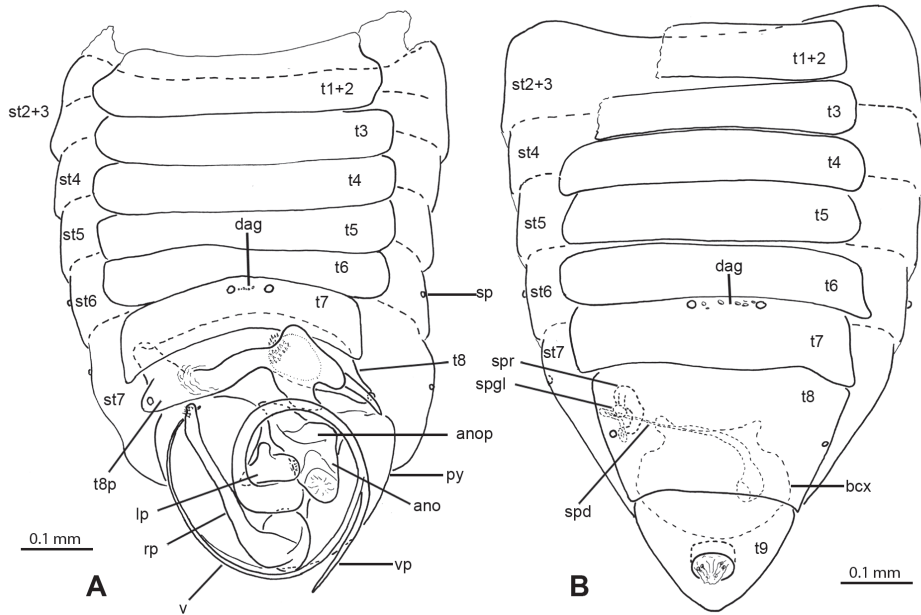 t1+2
st2+3
t3
st4
t4
st5
dag
t5
t6
st6
sp
t7
t8
st7
anop
t8p
py
lp
ano
rp
vp
v
0.1 mm
A
t1+2
st2+3
t3
st4
t4
st5
t5
dag
st6
t6
t7
st7
spr
spgl
t8
spd
bcx
t9
B
0.1 mm